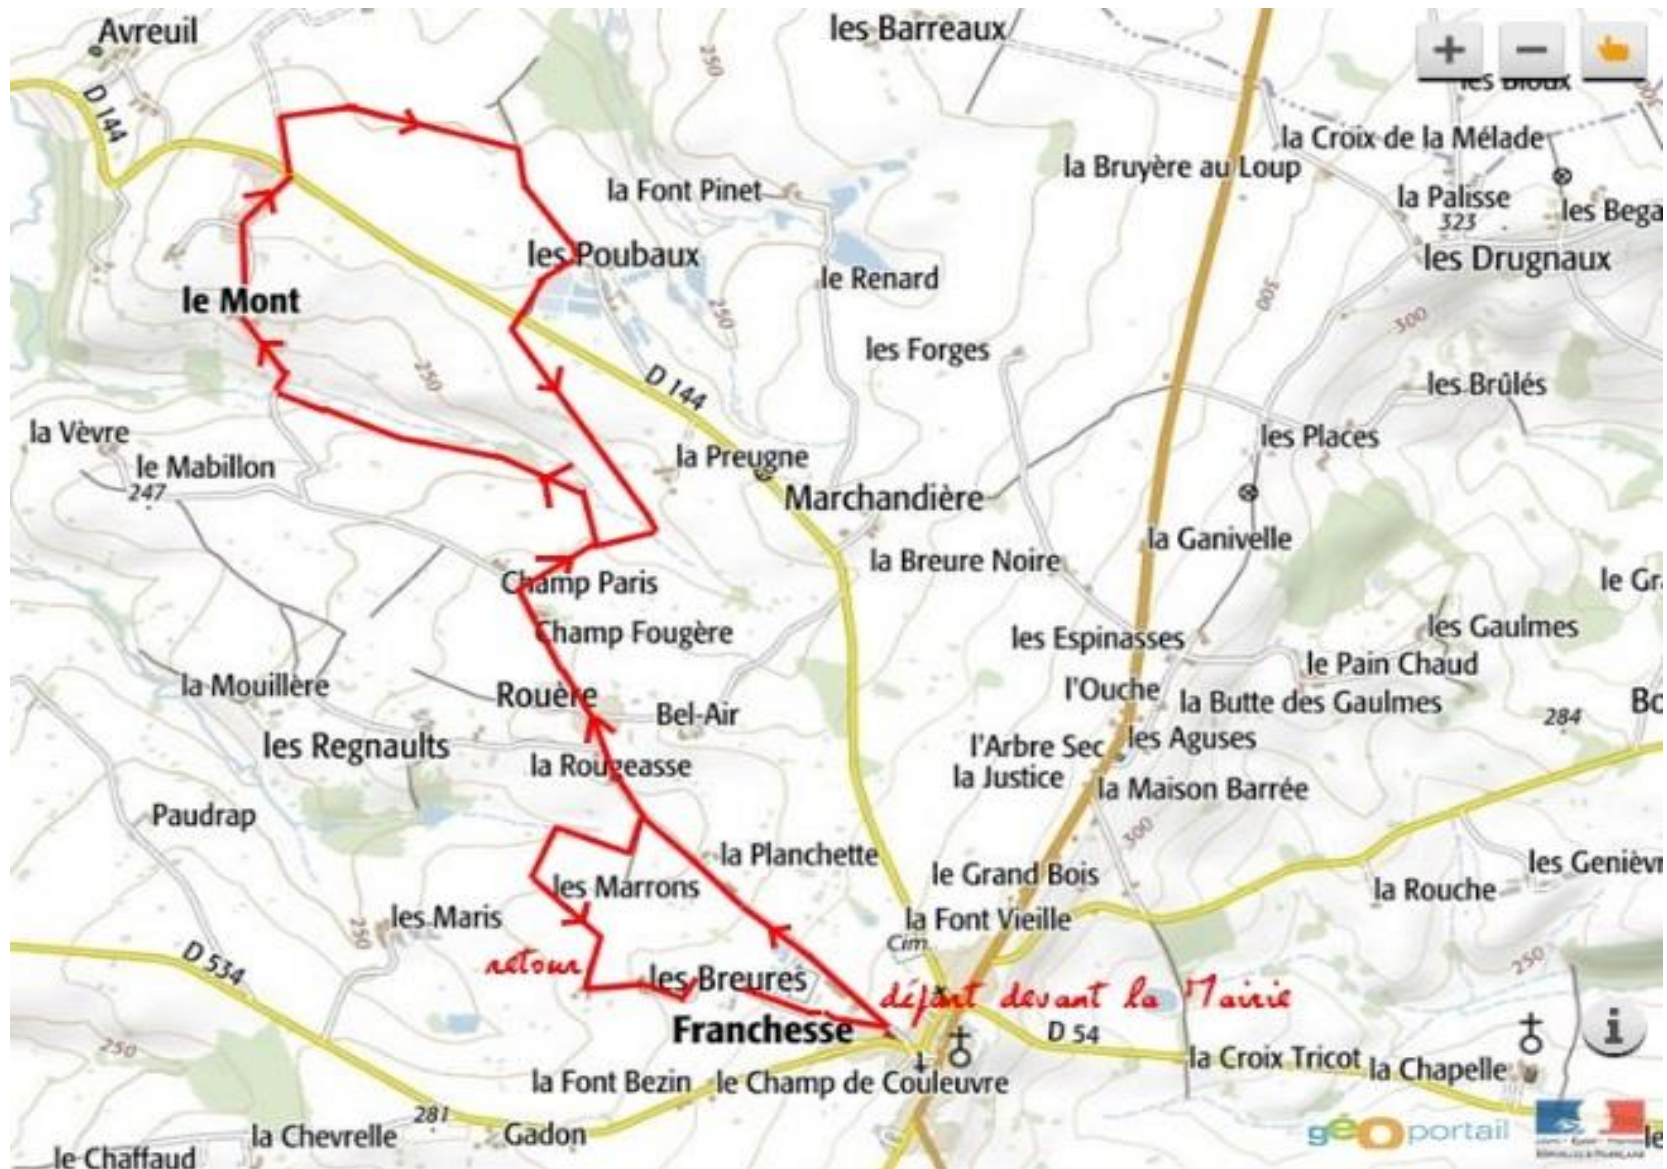 Avreuil
les Barreaux
D 144
250
la Croix de la Mélade
la Bruyère au Loup
la Font Pinet
la Palisse
323
les Bega
les Poubaux
les Drugnaux
le Renard
le Mont
250
300
300
les Forges
250
D 144
les Brûlés
la Vèvre
la Preugne
les Places
le Mabillon
247
Marchandière
la Ganivelle
la Breure Noire
Champ Paris
le Gr
Champ Fougère
les Espinasses
les Gaulmes
le Pain Chaud
la Mouillère
Rouère
l'Ouche
la Butte des Gaulmes
Bel-Air
284
Bo
les Regnaults
l'Arbre Sec
les Aguses
la Rougeasse
la Justice
la Maison Barrée
Paudrap
300
la Planchette
le Grand Bois
les Genièvr
les Marrons
la Rouche
les Maris
250
la Font Vieille
Cim
D 534
retour
les Breures
250
départ devant la Mairie
Franchesse
D 54
250
la Croix Tricot
la Chapelle
la Font Bezin
le Champ de Couleuvre
281
la Chevrelle
Gadon
géoportail
le Chaffaud
le